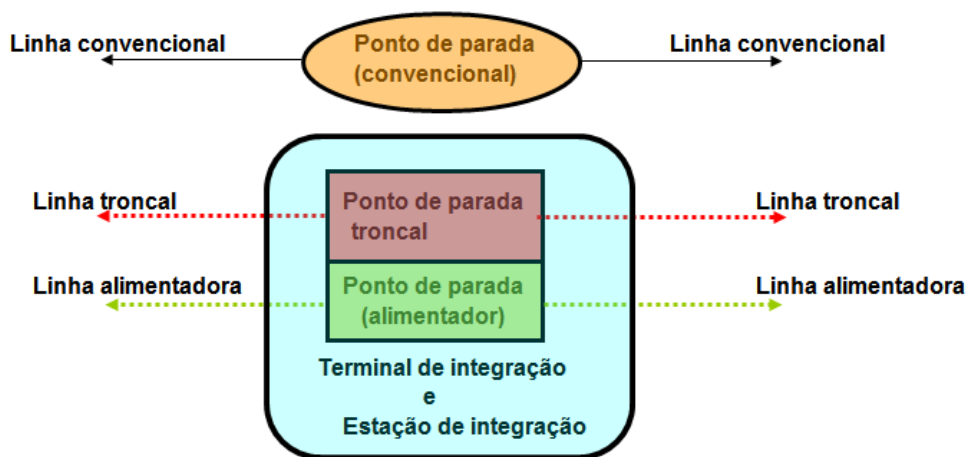 Linha convencional
Ponto de parada
(convencional)
Linha convencional
Linha troncal
Ponto de parada
troncal
Linha troncal
Linha alimentadora
Ponto de parada
(alimentador)
Linha alimentadora
Terminal de integração
e
Estação de integração